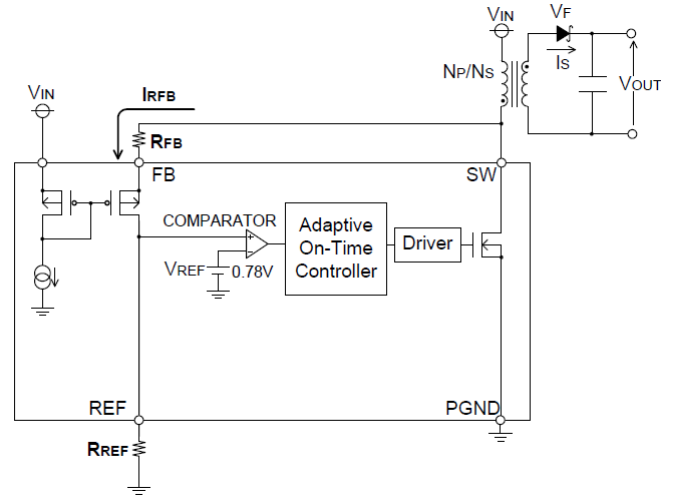 VIN
VF
NP/NS
IS
VOUT
VIN
IRFB
RFB
FB
SW
COMPARATOR
+
-
Adaptive
On-Time
Controller
Driver
VREF
0.78V
REF
PGND
RREF